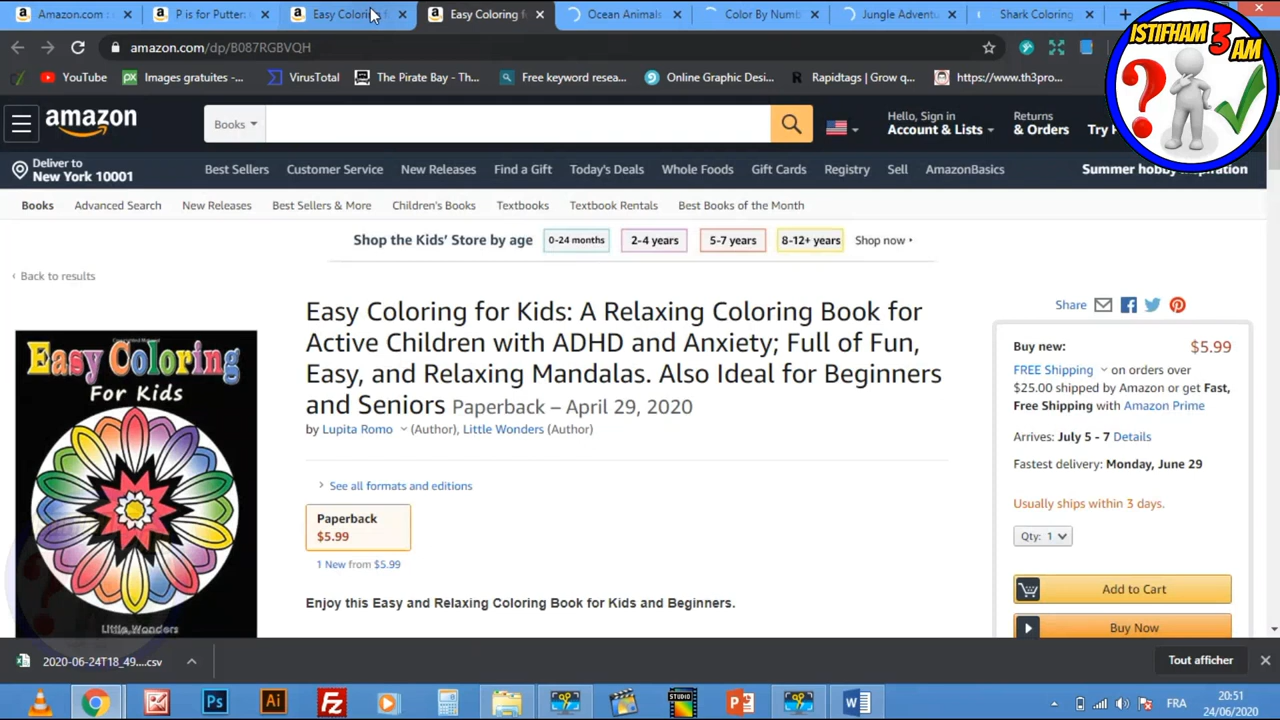 Amazon.com :
P is for Putter:
Easy Coloring f
Easy Coloring f
Ocean Animals
Color By Numb
Jungle Adventu
Shark Coloring
amazon.com/dp/B087RGBVQH
YouTube
Images gratuites -...
VirusTotal
The Pirate Bay - Th...
Free keyword resea...
Online Graphic Desi...
Rapidtags | Grow y...
https://www.th3pro...
ISTIFHAM 3 AM
amazon
Books
Hello, Sign in
Account & Lists
Returns
& Orders
Deliver to
New York 10001
Best Sellers
Customer Service
New Releases
Find a Gift
Today's Deals
Whole Foods
Gift Cards
Registry
Sell
AmazonBasics
Summer hobby inspiration
Books
Advanced Search
New Releases
Best Sellers & More
Children's Books
Textbooks
Textbook Rentals
Best Books of the Month
Shop the Kids' Store by age
0-24 months
2-4 years
5-7 years
8-12+ years
Shop now
‹ Back to results
Easy Coloring for Kids: A Relaxing Coloring Book for
Active Children with ADHD and Anxiety; Full of Fun,
Easy, and Relaxing Mandalas. Also Ideal for Beginners
and Seniors Paperback – April 29, 2020
by Lupita Romo (Author), Little Wonders (Author)
See all formats and editions
Paperback
$5.99
1 New from $5.99
Enjoy this Easy and Relaxing Coloring Book for Kids and Beginners.
Easy Coloring
For Kids
Little Wonders
Share
Buy new: $5.99
FREE Shipping on orders over
$25.00 shipped by Amazon or get Fast,
Free Shipping with Amazon Prime
Arrives: July 5 - 7 Details
Fastest delivery: Monday, June 29
Usually ships within 3 days.
Qty: 1
Add to Cart
Buy Now
2020-06-24T18_49....csv
Tout afficher
Ps
Ai
FZ
STUDIO
FRA
20:51
24/06/2020